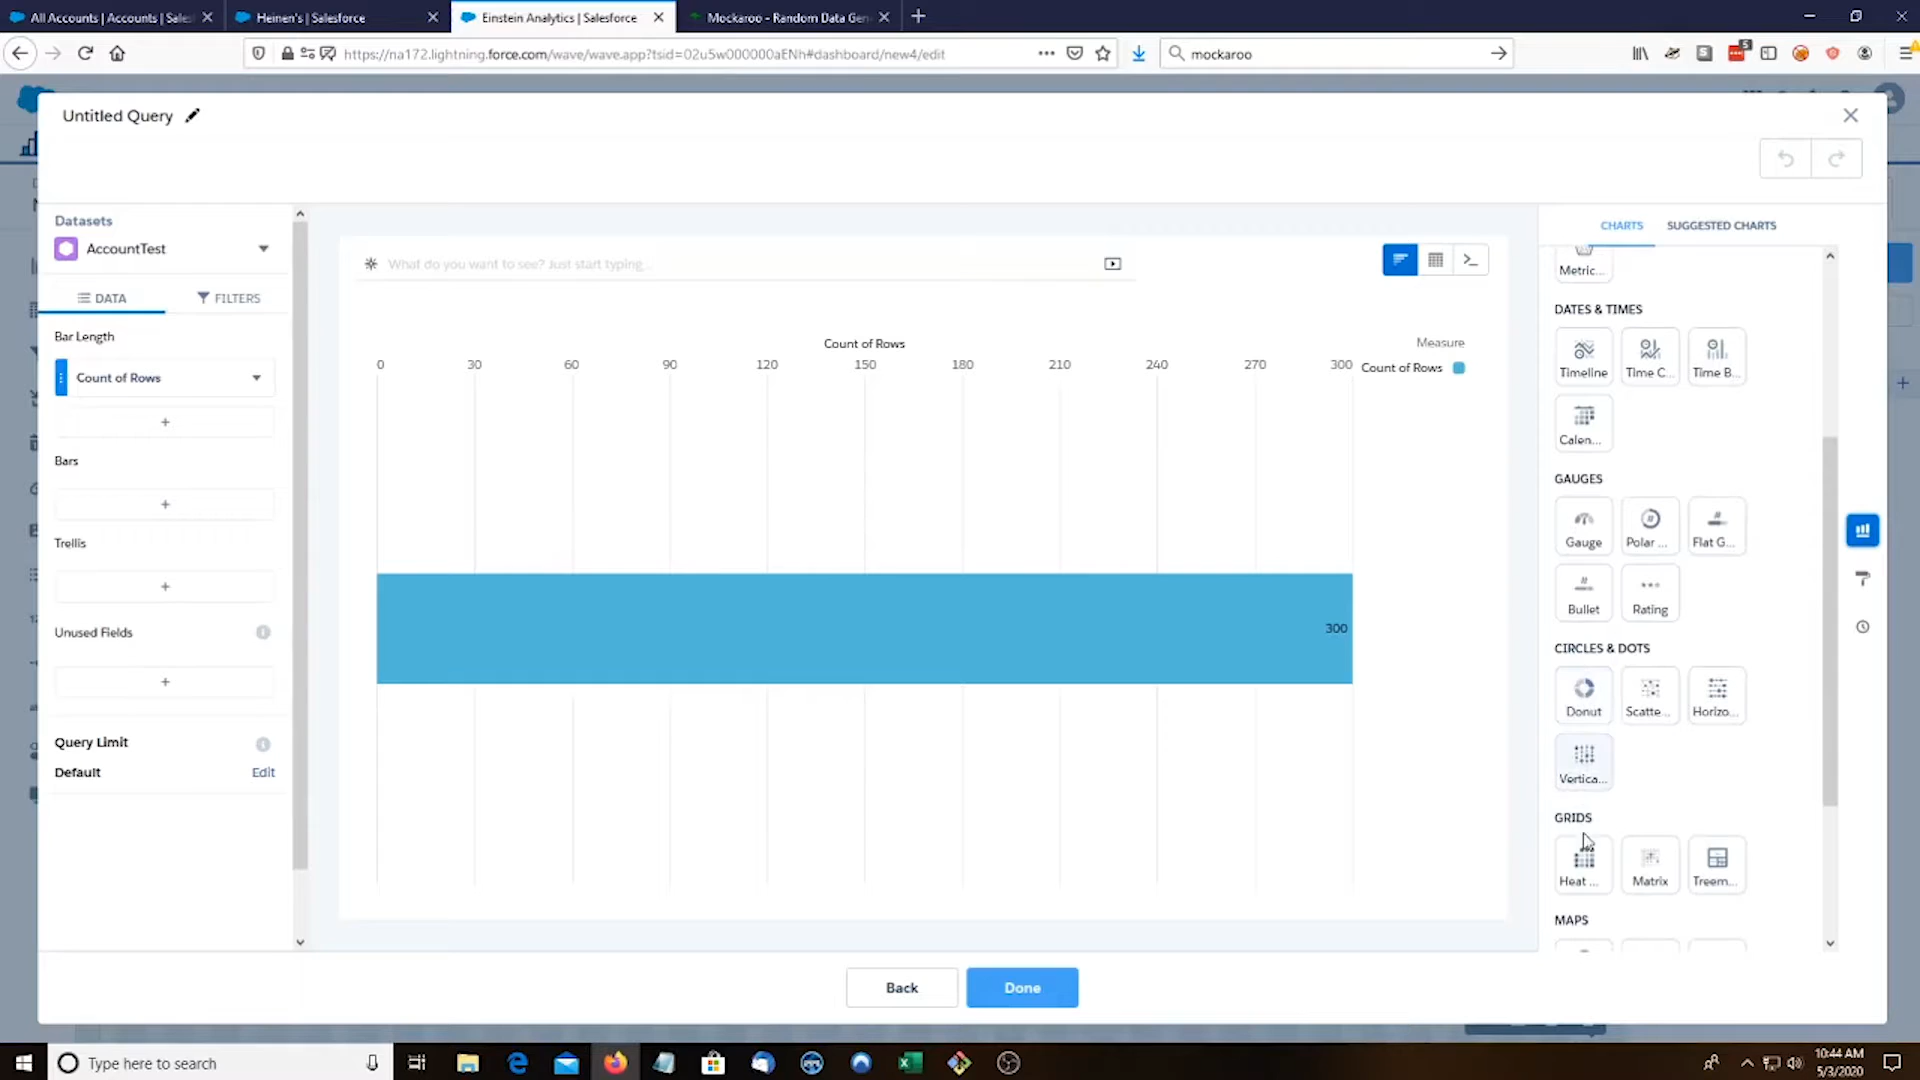 All Accounts | Accounts | Sales
Heinen's | Salesforce
Einstein Analytics | Salesforce
Mockaroo - Random Data Gen
https://na172.lightning.force.com/wave/wave.app?tsid=02u5w000000aENh#dashboard/new4/edit
mockaroo
5
Untitled Query
Datasets
AccountTest
DATA
FILTERS
Bar Length
Count of Rows
+
Bars
+
Trellis
+
Unused Fields
+
Query Limit
Default
Edit
What do you want to see? Just start typing...
Count of Rows
0 30 60 90 120 150 180 210 240 270 300
Measure
Count of Rows
300
CHARTS
SUGGESTED CHARTS
Metric...
DATES & TIMES
Timeline
Time C...
Time B...
Calen...
GAUGES
Gauge
Polar ...
Flat G...
Bullet
Rating
CIRCLES & DOTS
Donut
Scatte...
Horizo...
Vertica...
GRIDS
Heat ...
Matrix
Treem...
MAPS
Back
Done
Type here to search
10:44 AM
5/3/2020